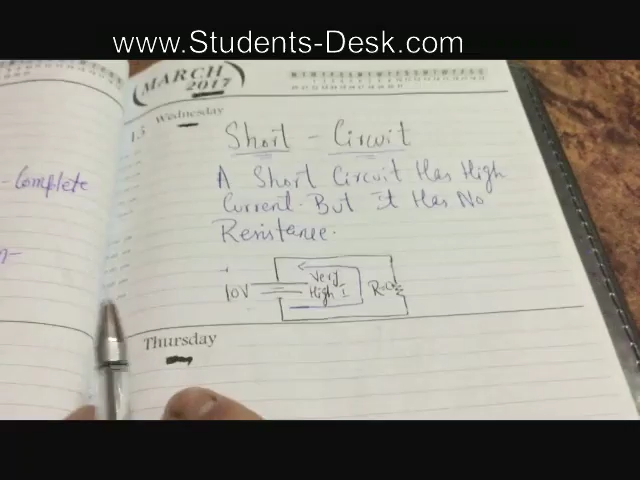 www.Students-Desk.com
MARCH
2017
15 Wednesday
Short - Circuit
A Short Circuit Has High
- Complete
Current. But it Has No
Resistance.
10V
Very
High I
R=0
Thursday